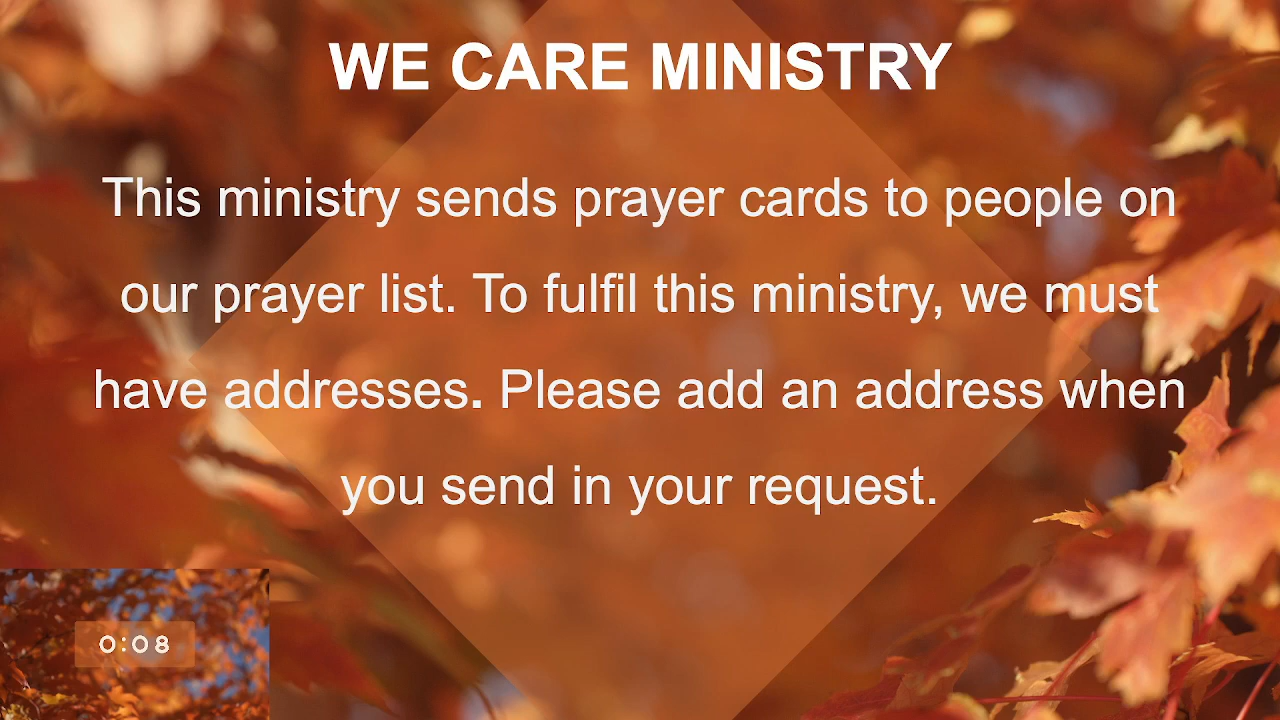 WE CARE MINISTRY
This ministry sends prayer cards to people on
our prayer list. To fulfil this ministry, we must
have addresses. Please add an address when
you send in your request.
0:08